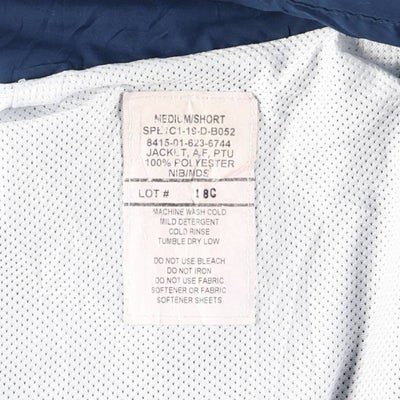 MEDIUM/SHORT
SPE1C1-19-D-B052
8415-01-623-6744
JACKET, A.F, PTU
100% POLYESTER
NIB/NDS
LOT # 18C
MACHINE WASH COLD
MILD DETERGENT
COLD RINSE
TUMBLE DRY LOW
DO NOT USE BLEACH
DO NOT IRON
DO NOT USE FABRIC
SOFTENER OR FABRIC
SOFTENER SHEETS